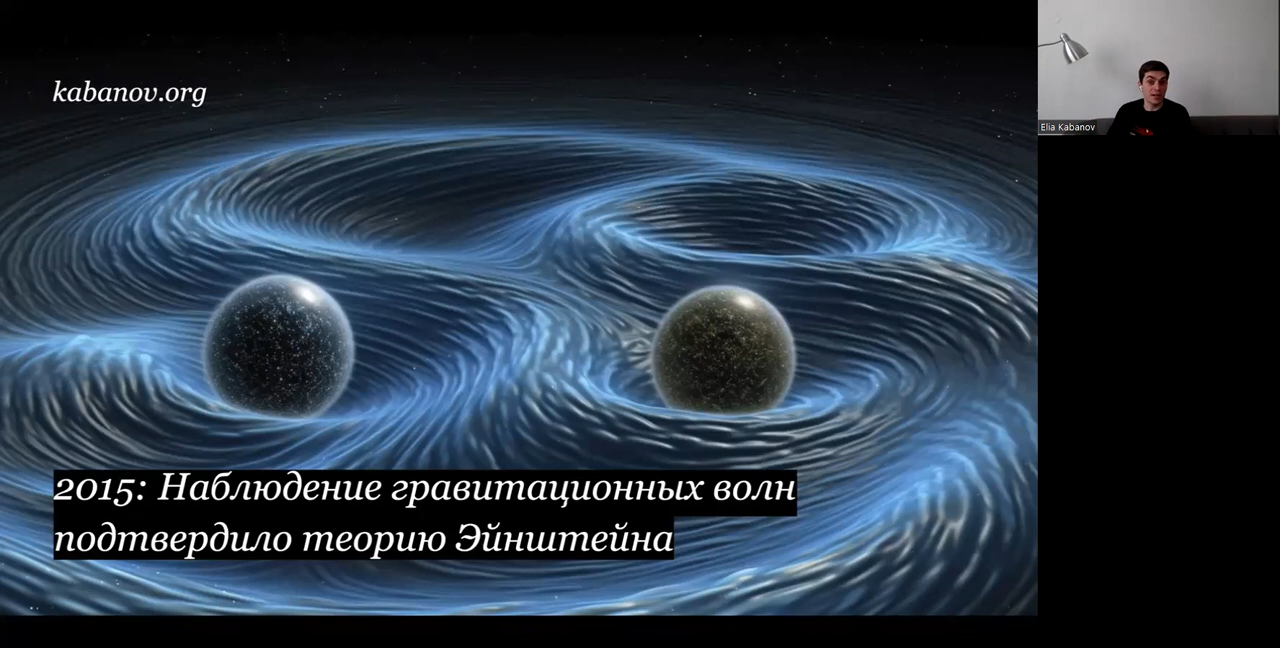 kabanov.org
Elia Kabanov
2015: Наблюдение гравитационных волн
подтвердило теорию Эйнштейна